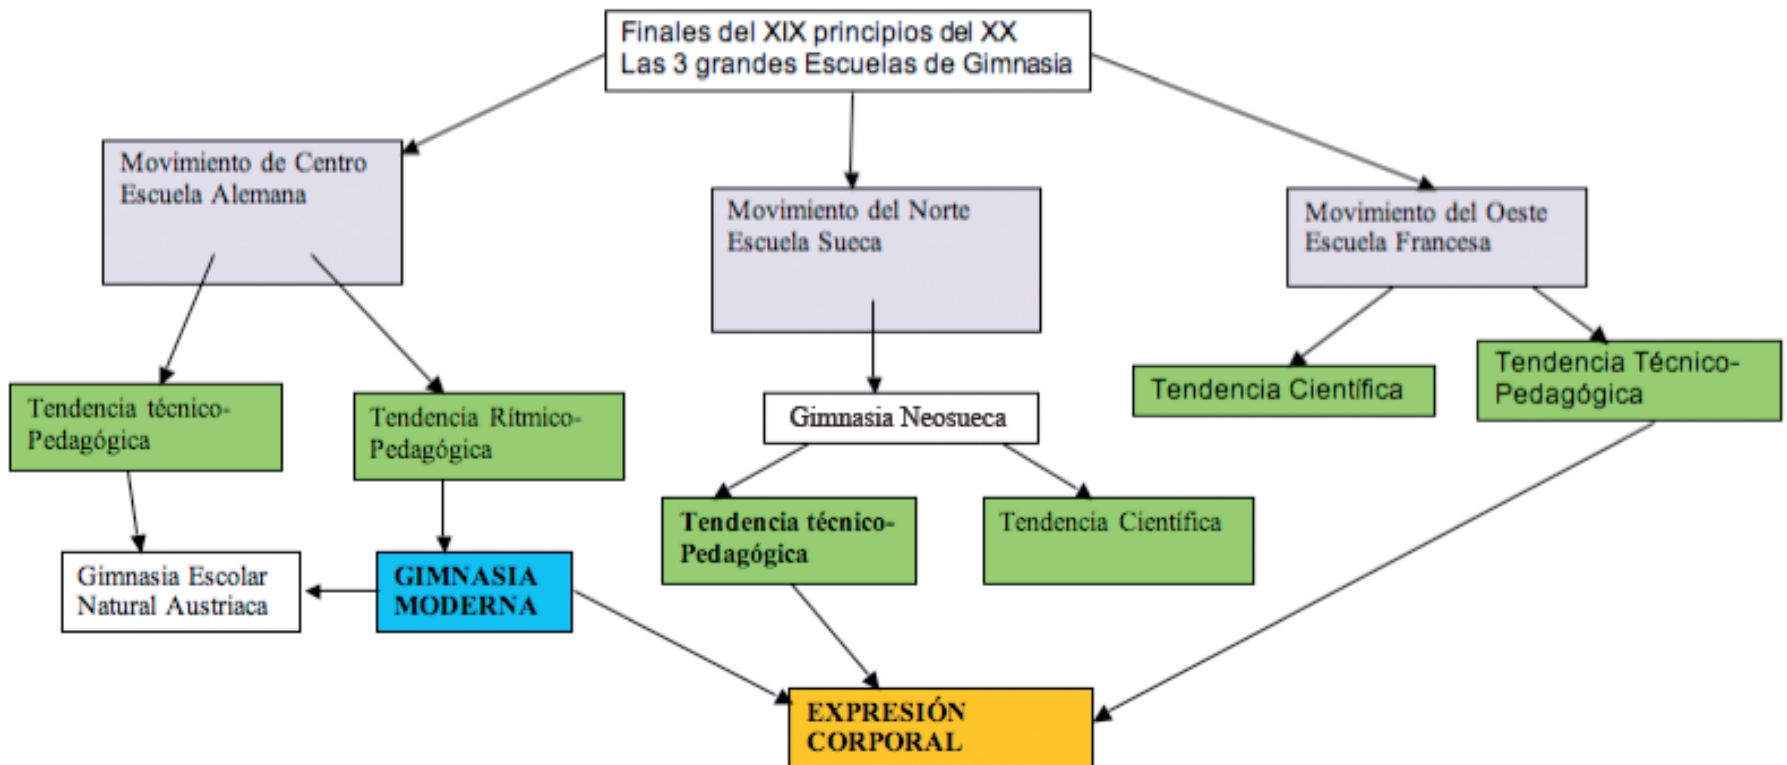 Finales del XIX principios del XX
Las 3 grandes Escuelas de Gimnasia
Movimiento de Centro
Escuela Alemana
Movimiento del Norte
Escuela Sueca
Movimiento del Oeste
Escuela Francesa
Tendencia técnico-
Pedagógica
Tendencia Rítmico-
Pedagógica
Gimnasia Neosueca
Tendencia Científica
Tendencia Técnico-
Pedagógica
Tendencia técnico-
Pedagógica
Tendencia Científica
Gimnasia Escolar
Natural Austriaca
GIMNASIA
MODERNA
EXPRESIÓN
CORPORAL